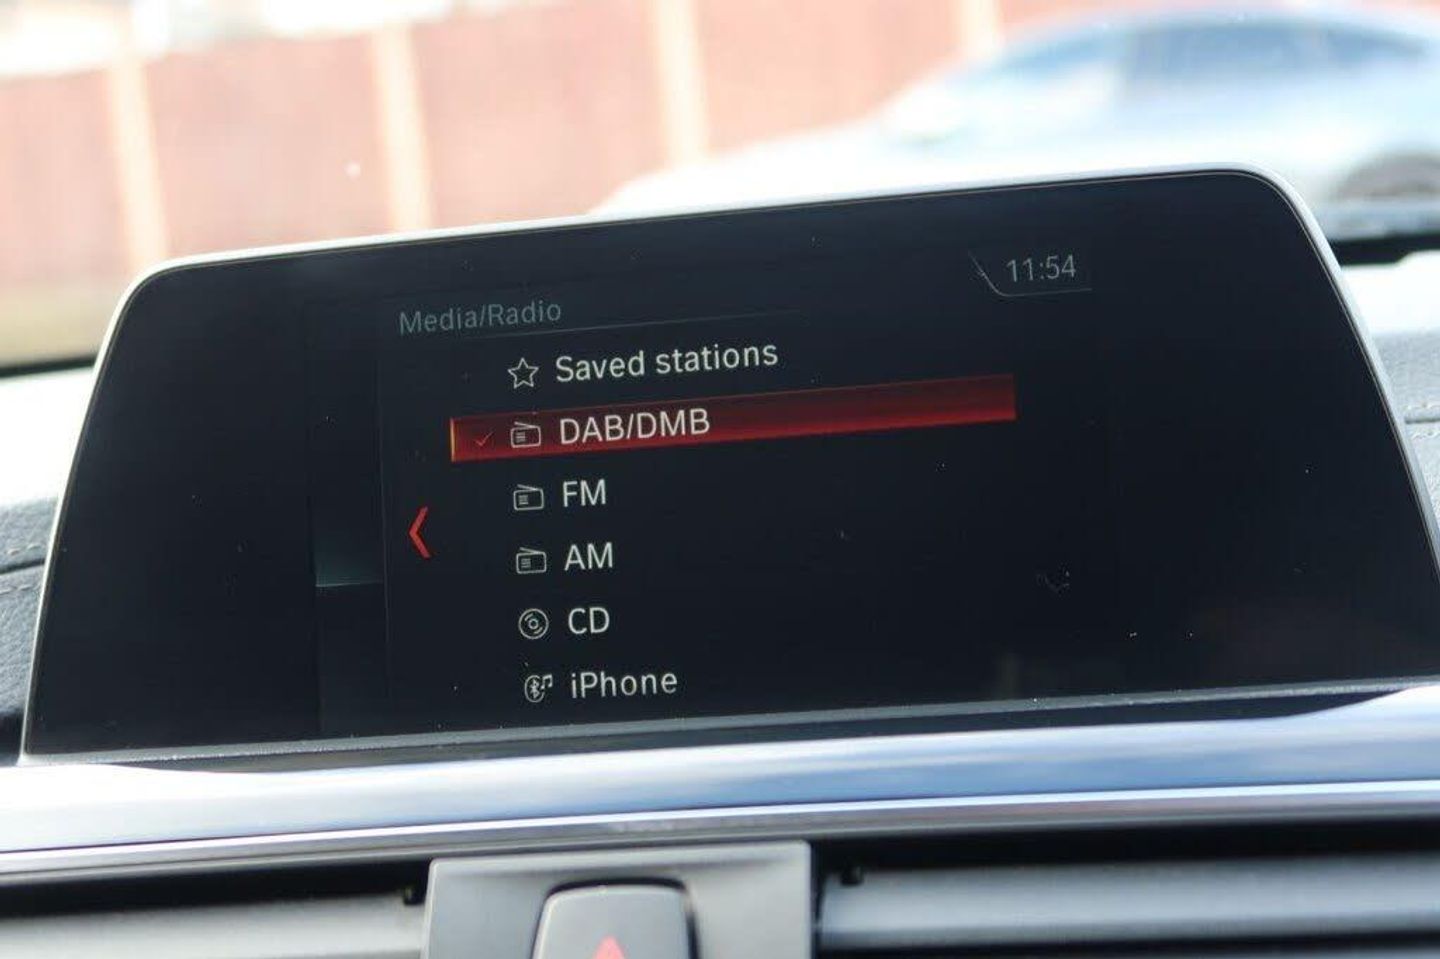 11:54
Media/Radio
Saved stations
DAB/DMB
FM
AM
CD
iPhone